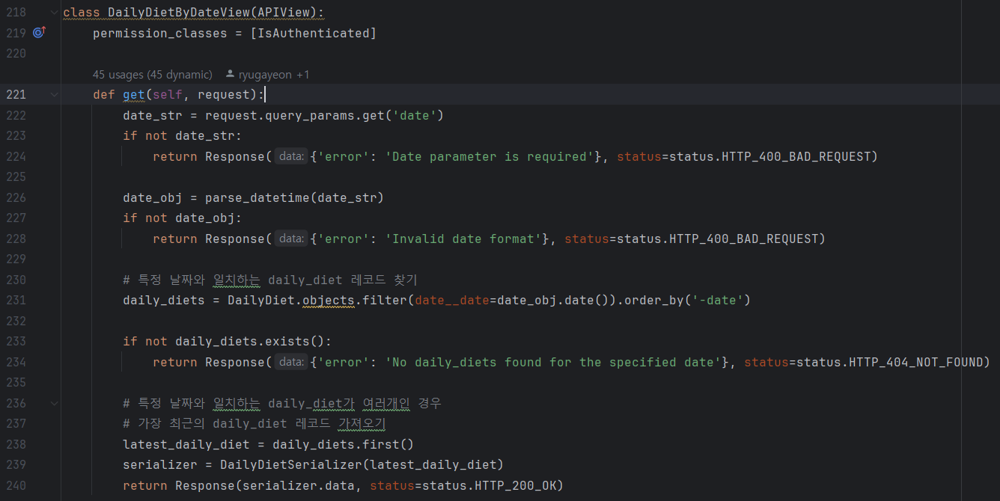 218 class DailyDietByDateView(APIView):
219 permission_classes = [IsAuthenticated]
220
45 usages (45 dynamic) ryugayeon +1
221 def get(self, request):
222 date_str = request.query_params.get('date')
223 if not date_str:
224 return Response( data: {'error': 'Date parameter is required'}, status=status.HTTP_400_BAD_REQUEST)
225
226 date_obj = parse_datetime(date_str)
227 if not date_obj:
228 return Response( data: {'error': 'Invalid date format'}, status=status.HTTP_400_BAD_REQUEST)
229
230 # 특정 날짜와 일치하는 daily_diet 레코드 찾기
231 daily_diets = DailyDiet.objects.filter(date__date=date_obj.date()).order_by('-date')
232
233 if not daily_diets.exists():
234 return Response( data: {'error': 'No daily_diets found for the specified date'}, status=status.HTTP_404_NOT_FOUND)
235
236 # 특정 날짜와 일치하는 daily_diet가 여러개인 경우
237 # 가장 최근의 daily_diet 레코드 가져오기
238 latest_daily_diet = daily_diets.first()
239 serializer = DailyDietSerializer(latest_daily_diet)
240 return Response(serializer.data, status=status.HTTP_200_OK)